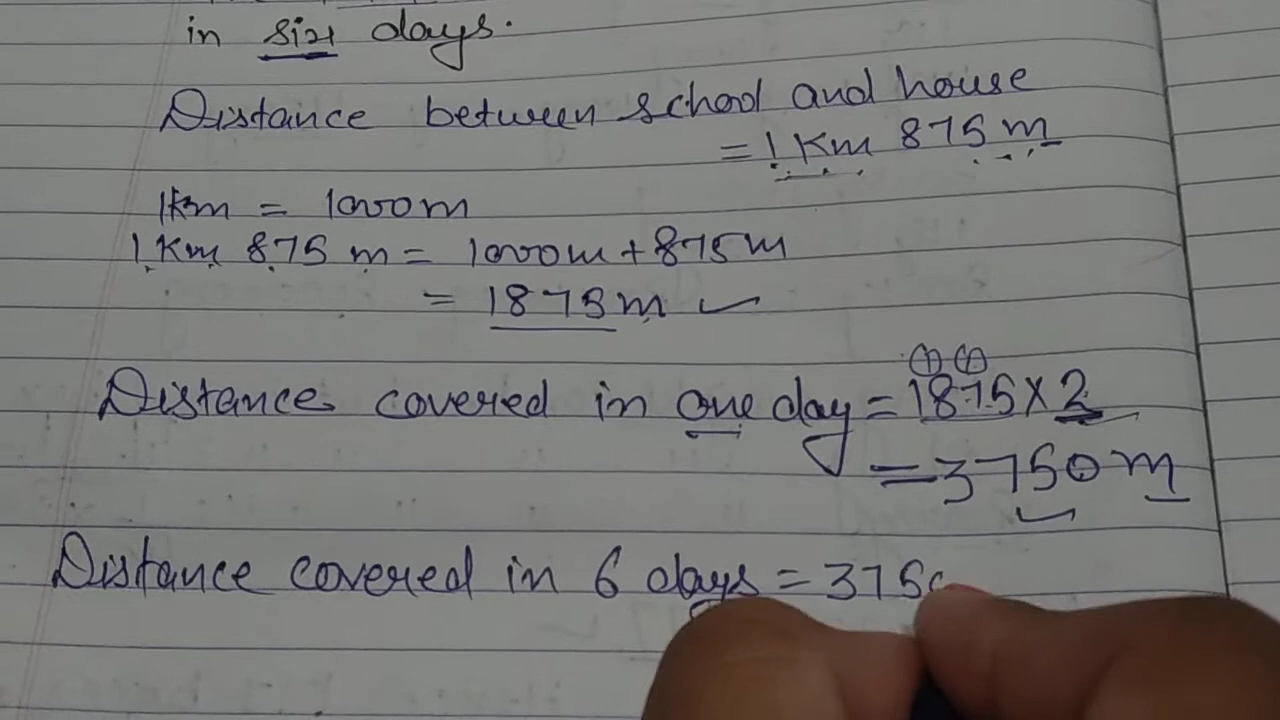 in six days.
Distance between school and house
= 1 Km 875 m
1km = 1000m
1 Km 875 m = 1000m + 875m
= 1875m
Distance covered in one day = 1875 x 2
= 3750 m
Distance covered in 6 days = 3750